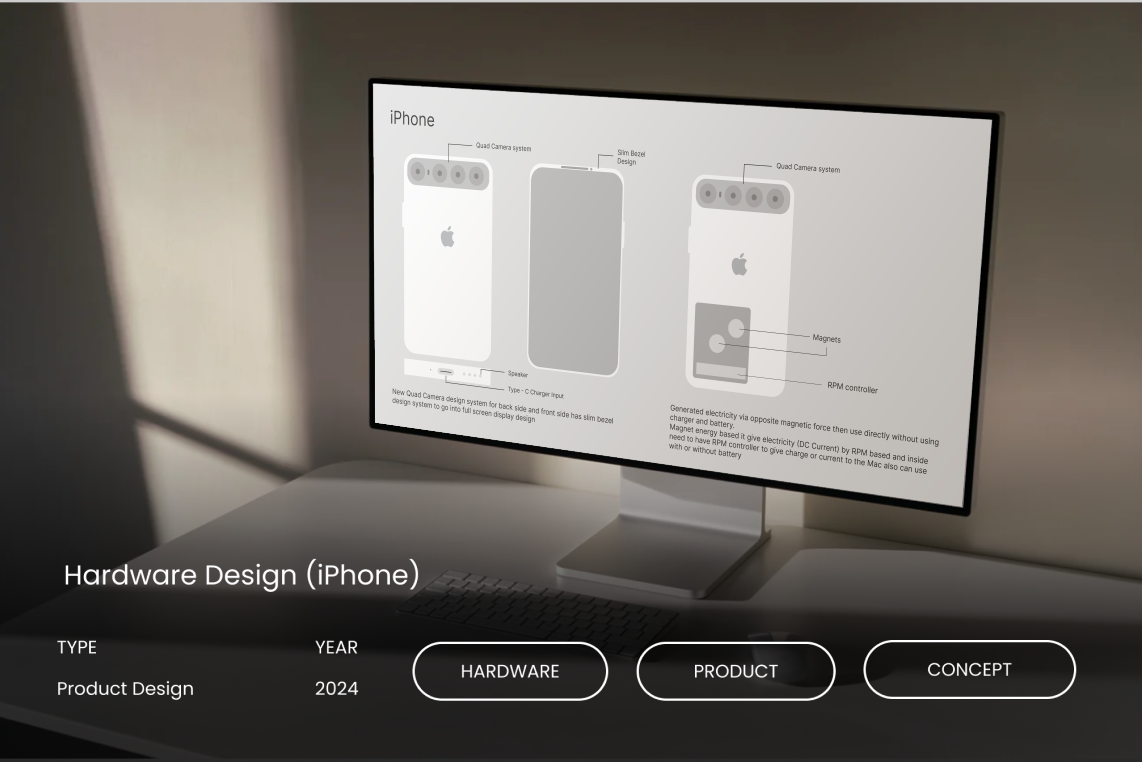 iPhone
Quad Camera system
Slim Bezel
Design
Quad Camera system
Magnets
RPM controller
Speaker
Type - C Charger Input
New Quad Camera design system for back side and front side has slim bezel
design system to go into full screen display design
Generated electricity via opposite magnetic force then use directly without using
charger and battery.
Magnet energy based it give electricity (DC Current) by RPM based and inside
need to have RPM controller to give charge or current to the Mac also can use
with or without battery
Hardware Design (iPhone)
TYPE
YEAR
HARDWARE
PRODUCT
CONCEPT
Product Design
2024